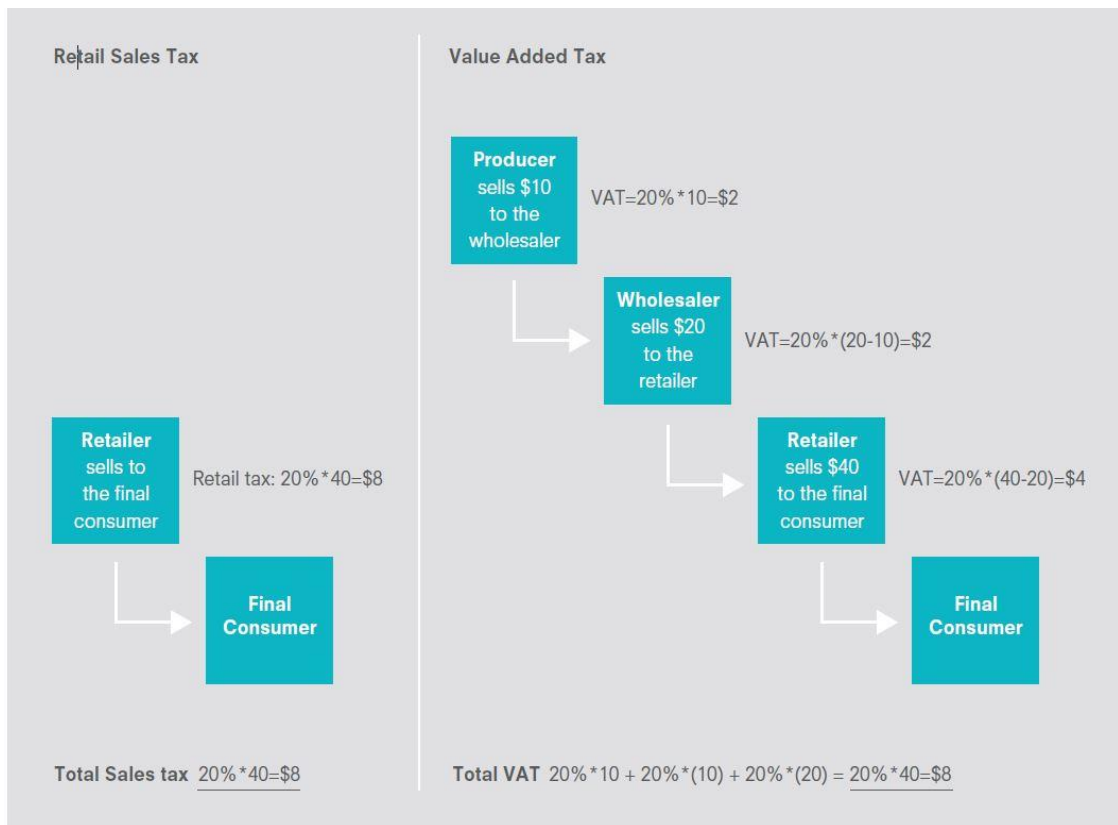 Retail Sales Tax
Value Added Tax
Producer
sells $10
to the
wholesaler
VAT=20%*10=$2
Wholesaler
sells $20
to the
retailer
VAT=20%*(20-10)=$2
Retailer
sells to
the final
consumer
Retail tax: 20%*40=$8
Retailer
sells $40
to the final
consumer
VAT=20%*(40-20)=$4
Final
Consumer
Final
Consumer
Total Sales tax 20%*40=$8
Total VAT 20%*10 + 20%*(10) + 20%*(20) = 20%*40=$8